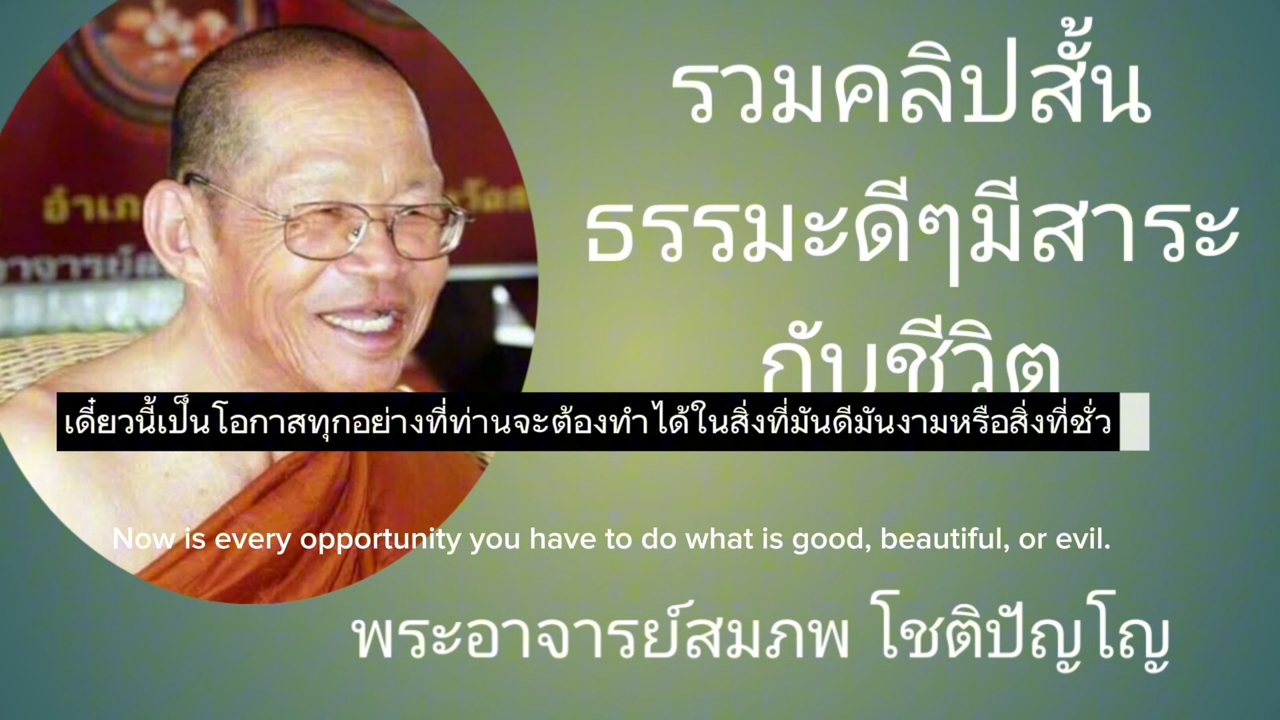 รวมคลิปสั้น
ธรรมะดีๆมีสาระ
กับชีวิต
อำเภ
เดี๋ยวนี้เป็นโอกาสทุกอย่างที่ท่านจะต้องทำได้ในสิ่งที่มันดีมันงามหรือสิ่งที่ชั่ว
Now is every opportunity you have to do what is good, beautiful, or evil.
พระอาจารย์สมภพ โชติปัญโญ